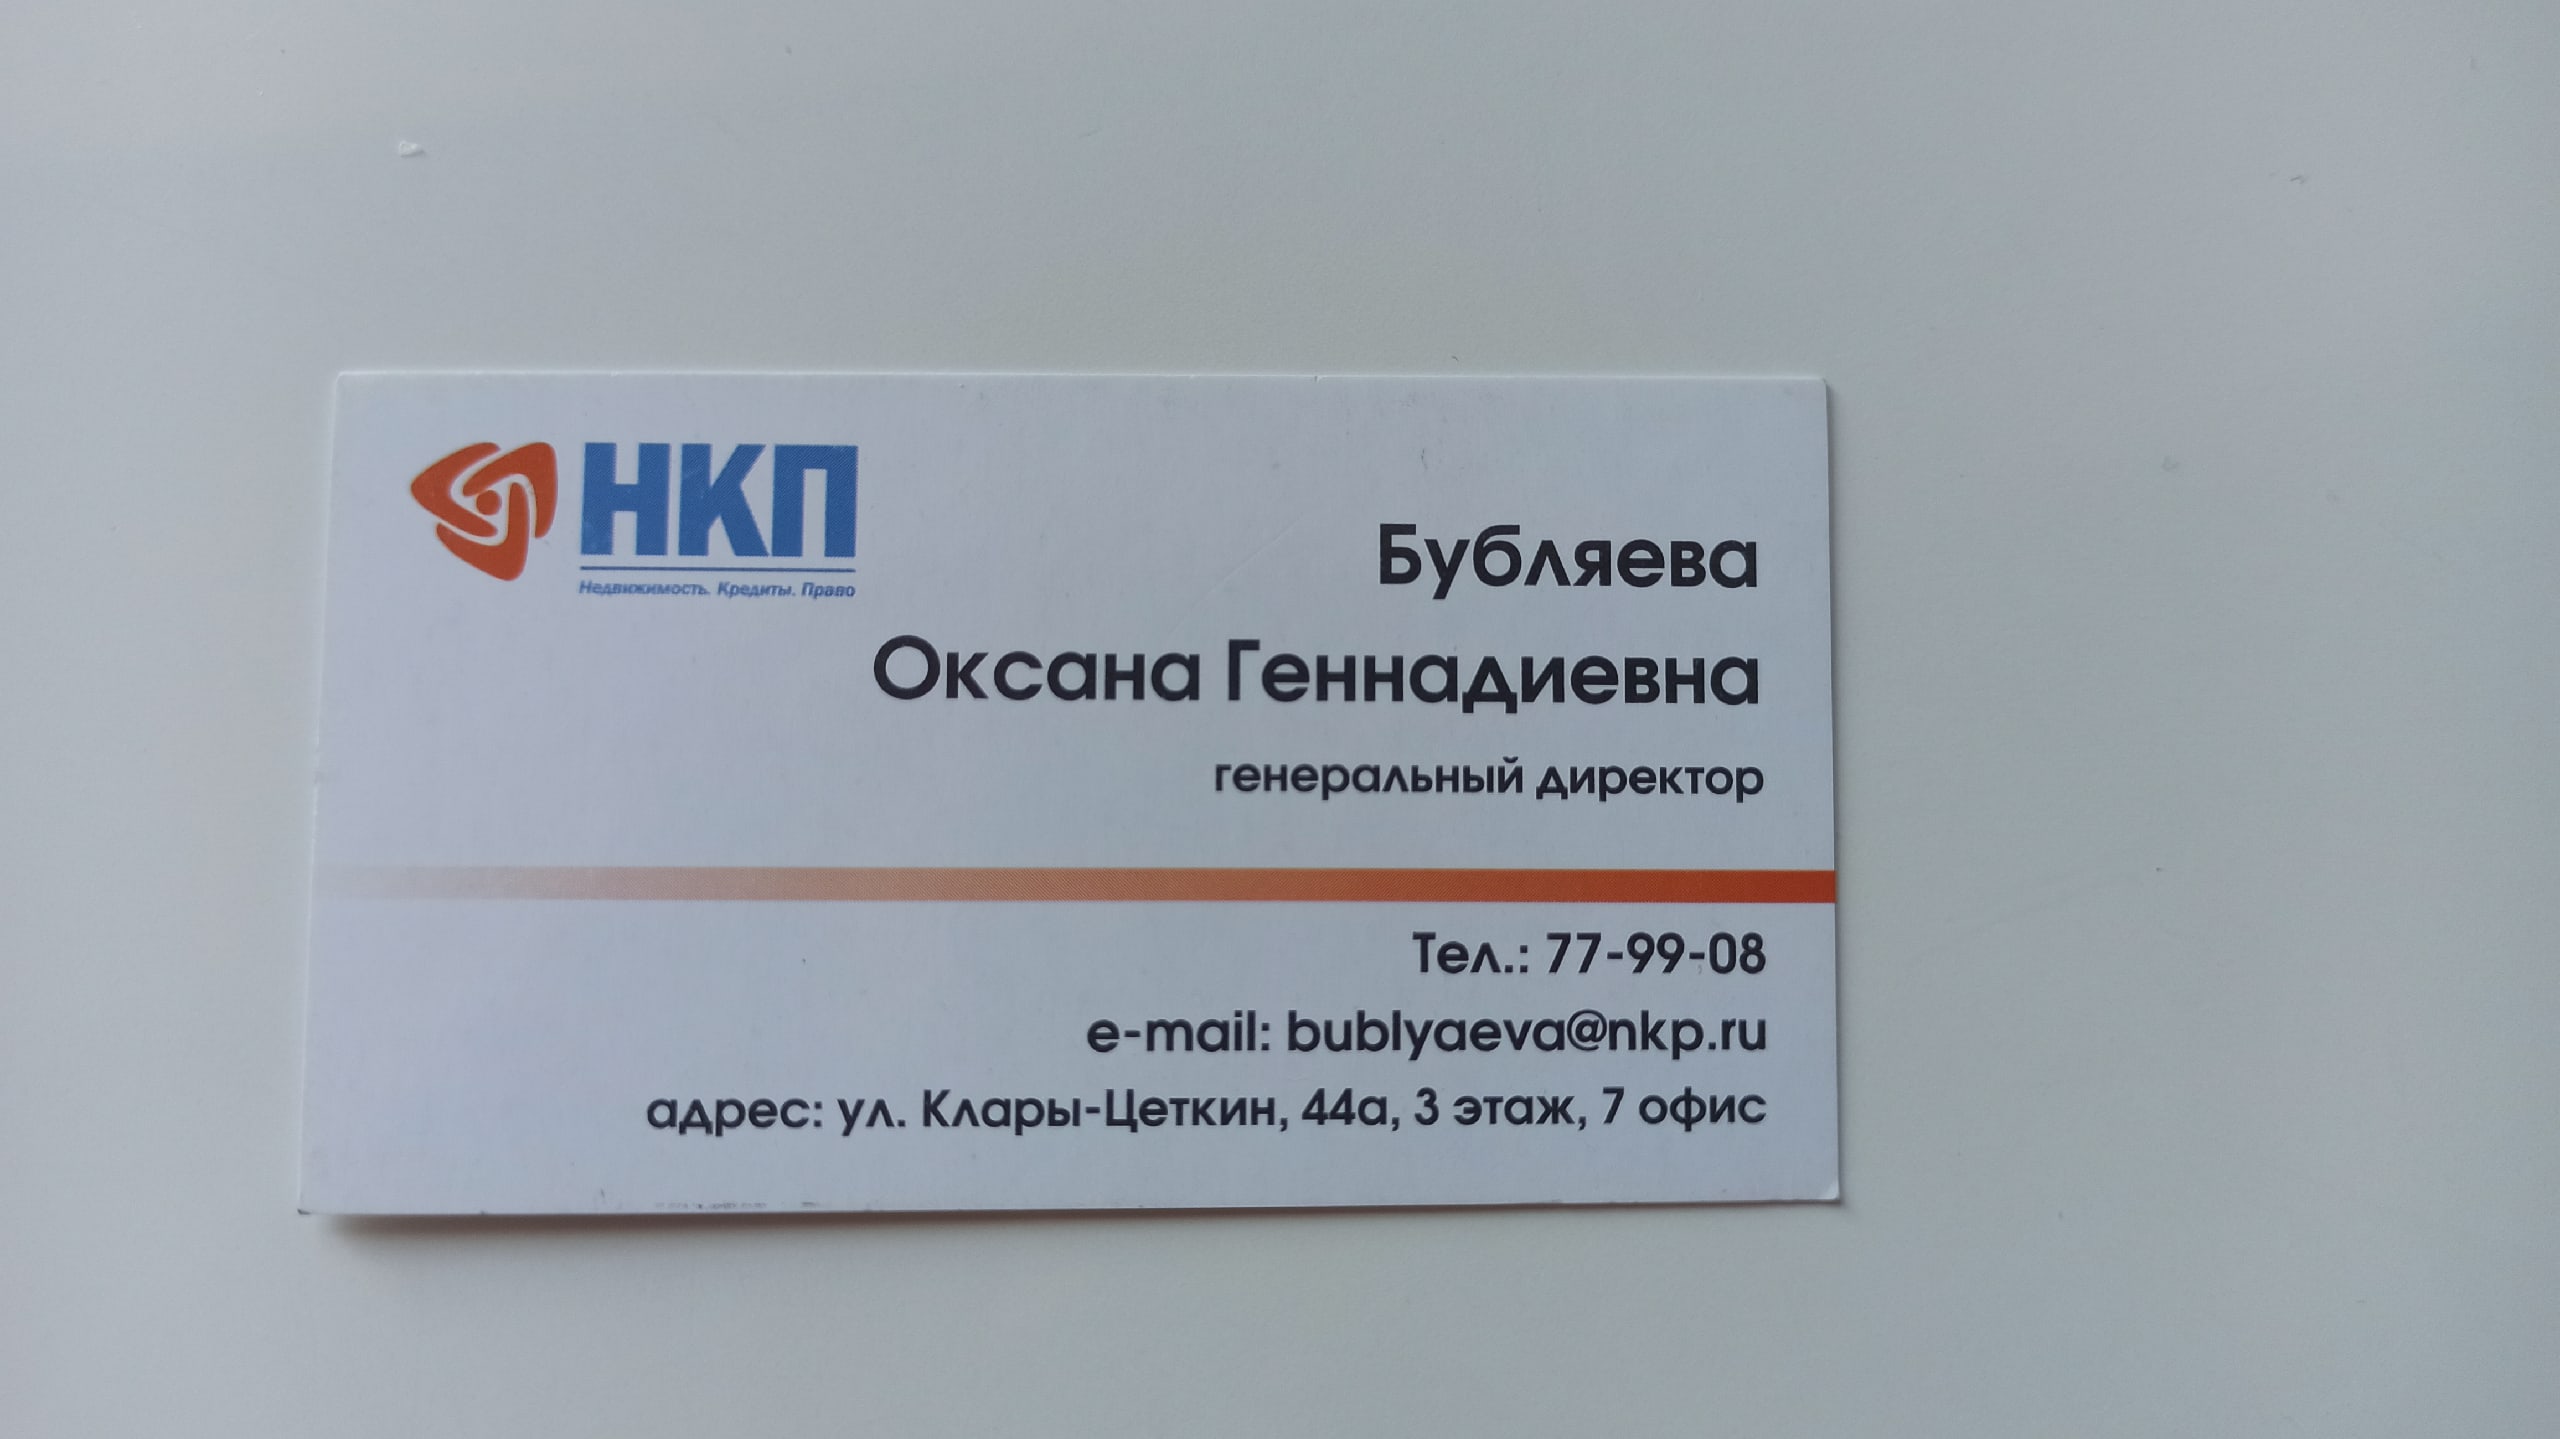 НКП
Недвижимость. Кредиты. Право
Бубляева
Оксана Геннадиевна
генеральный директор
Тел.: 77-99-08
e-mail: bublyaeva@nkp.ru
адрес: ул. Клары-Цеткин, 44а, 3 этаж, 7 офис